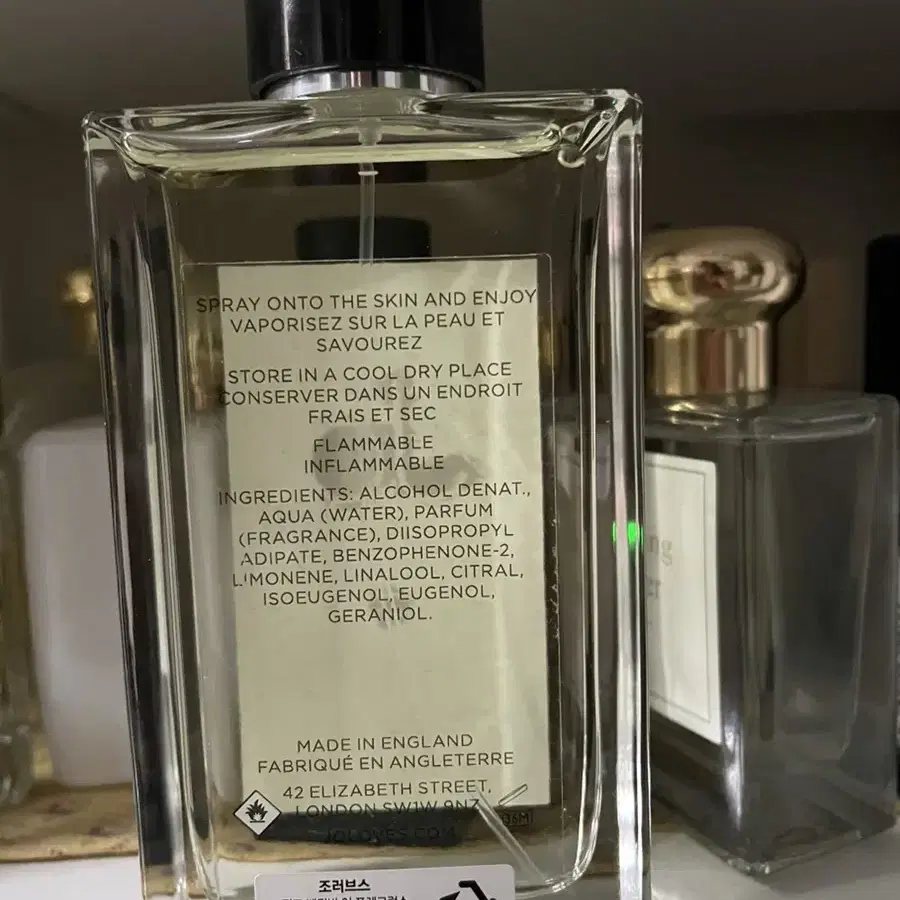 SPRAY ONTO THE SKIN AND ENJOY
VAPORISEZ SUR LA PEAU ET
SAVOUREZ
STORE IN A COOL DRY PLACE
CONSERVER DANS UN ENDROIT
FRAIS ET SEC
FLAMMABLE
INFLAMMABLE
INGREDIENTS: ALCOHOL DENAT.,
AQUA (WATER), PARFUM
(FRAGRANCE), DIISOPROPYL
ADIPATE, BENZOPHENONE-2,
LIMONENE, LINALOOL, CITRAL,
ISOEUGENOL, EUGENOL,
GERANIOL.
MADE IN ENGLAND
FABRIQUÉ EN ANGLETERRE
42 ELIZABETH STREET,
LONDON SW1W 9NZ
JOLOVES.COM
36M
조러브스